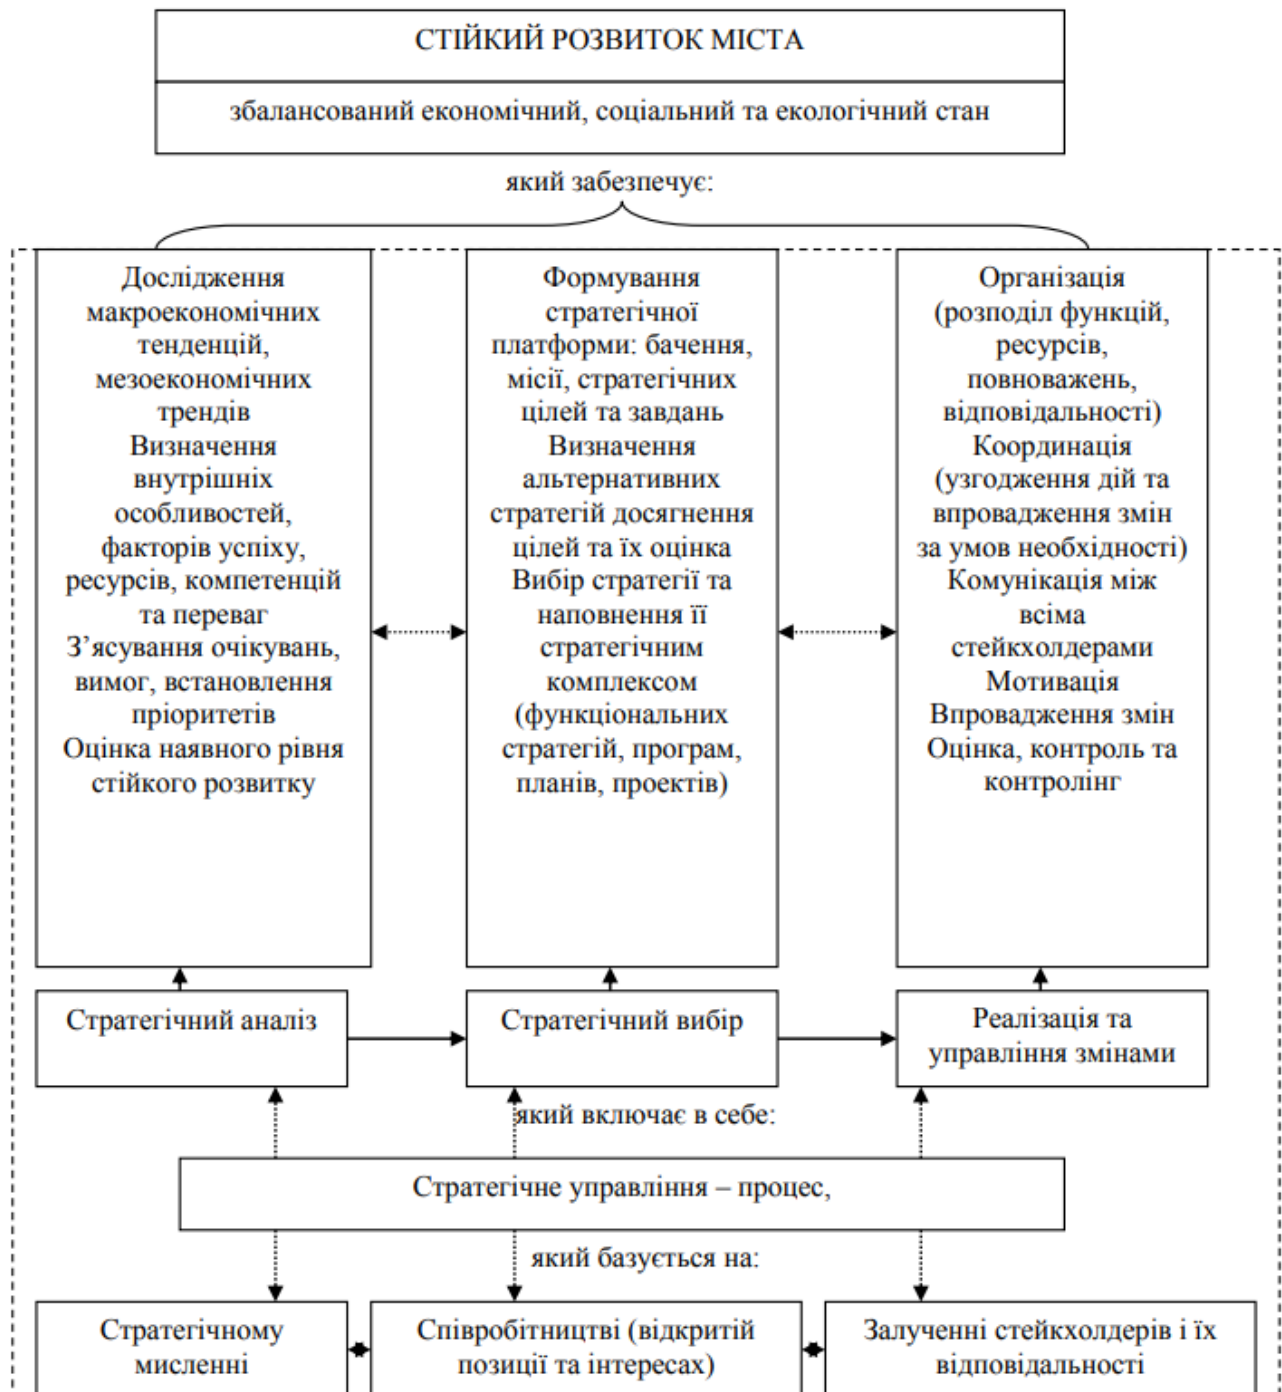 СТІЙКИЙ РОЗВИТОК МІСТА
збалансований економічний, соціальний та екологічний стан
який забезпечує:
Дослідження
макроекономічних
тенденцій,
мезоекономічних
трендів
Визначення
внутрішніх
особливостей,
факторів успіху,
ресурсів, компетенцій
та переваг
З’ясування очікувань,
вимог, встановлення
пріоритетів
Оцінка наявного рівня
стійкого розвитку
Формування
стратегічної
платформи: бачення,
місії, стратегічних
цілей та завдань
Визначення
альтернативних
стратегій досягнення
цілей та їх оцінка
Вибір стратегії та
наповнення її
стратегічним
комплексом
(функціональних
стратегій, програм,
планів, проектів)
Організація
(розподіл функцій,
ресурсів,
повноважень,
відповідальності)
Координація
(узгодження дій та
впровадження змін
за умов необхідності)
Комунікація між
всіма
стейкхолдерами
Мотивація
Впровадження змін
Оцінка, контроль та
контролінг
Стратегічний аналіз
Стратегічний вибір
Реалізація та
управління змінами
який включає в себе:
Стратегічне управління – процес,
який базується на:
Стратегічному
мисленні
Співробітництві (відкритій
позиції та інтересах)
Залученні стейкхолдерів і їх
відповідальності